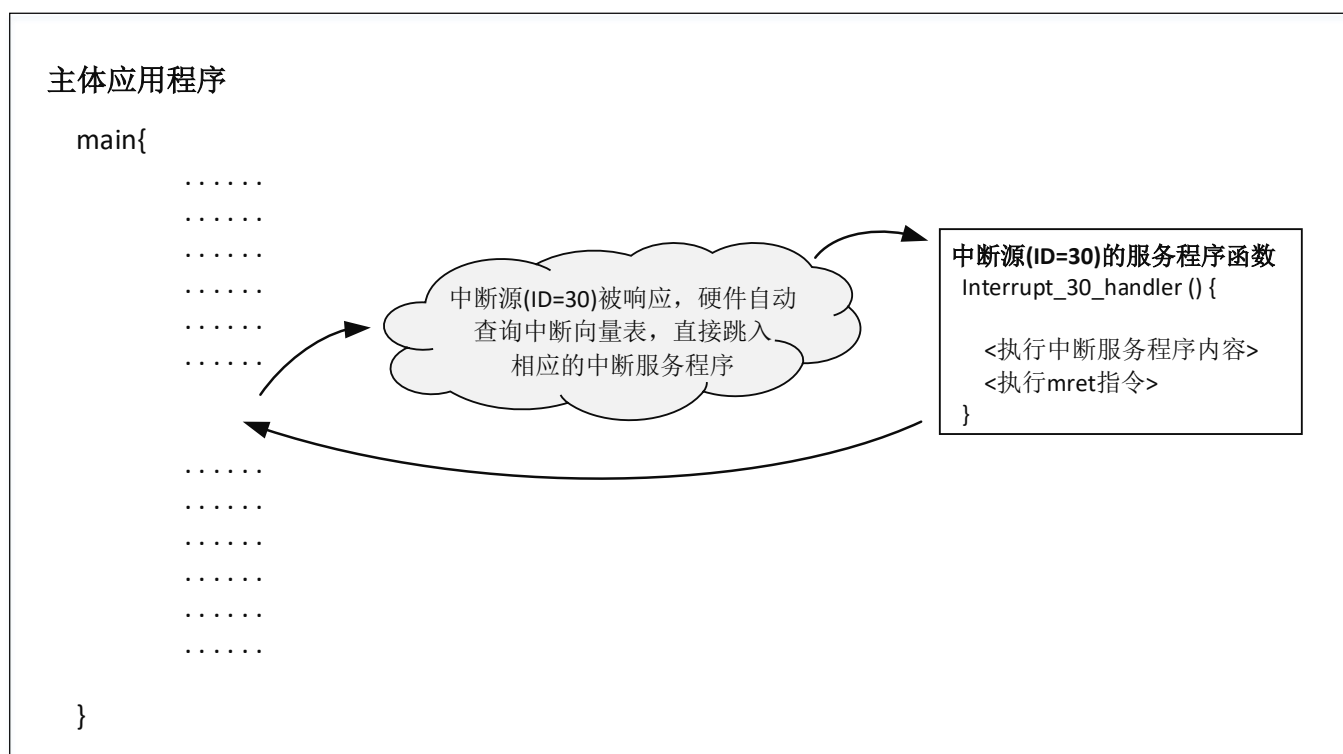 主体应用程序
main{
......
......
......
......
......
......
中断源(ID=30)被响应，硬件自动
查询中断向量表，直接跳入
相应的中断服务程序
中断源(ID=30)的服务程序函数
Interrupt_30_handler () {
<执行中断服务程序内容>
<执行mret指令>
}
......
......
......
......
......
......
}